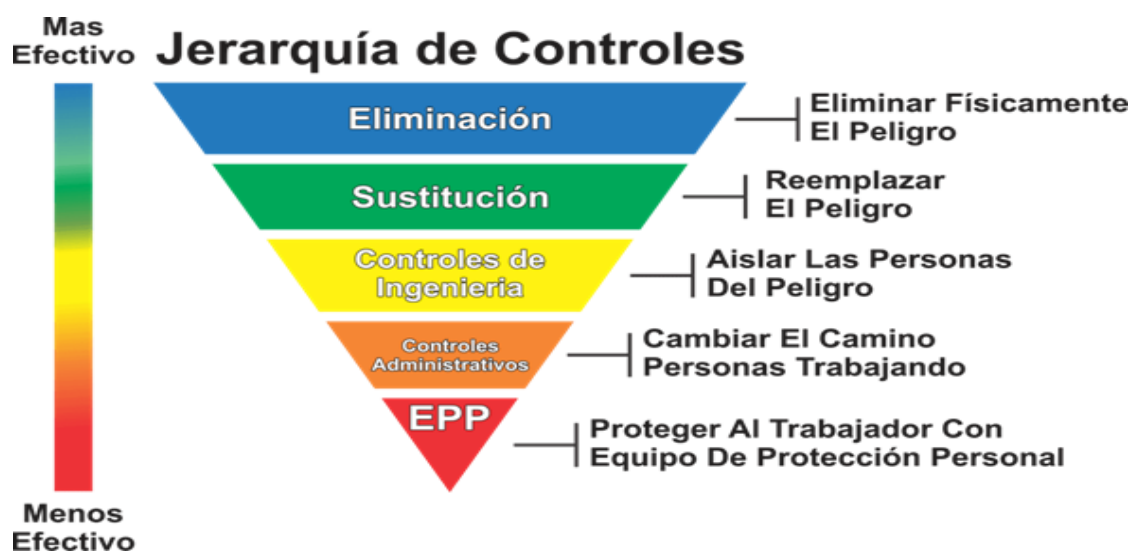 Mas
Efectivo
Jerarquía de Controles
Eliminación
Eliminar Físicamente
El Peligro
Sustitución
Reemplazar
El Peligro
Controles de
Ingenieria
Aislar Las Personas
Del Peligro
Controles
Administrativos
Cambiar El Camino
Personas Trabajando
EPP
Proteger Al Trabajador Con
Equipo De Protección Personal
Menos
Efectivo